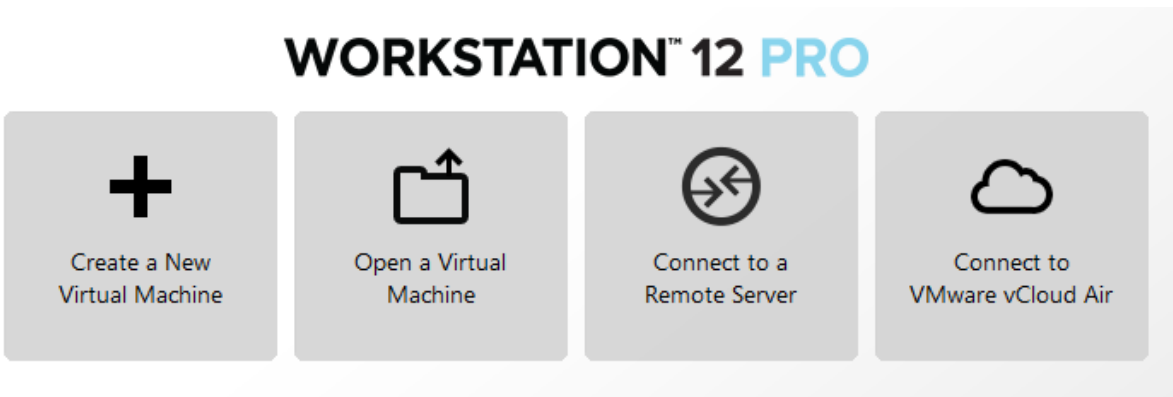 WORKSTATION™ 12 PRO
Create a New
Virtual Machine
Open a Virtual
Machine
Connect to a
Remote Server
Connect to
VMware vCloud Air